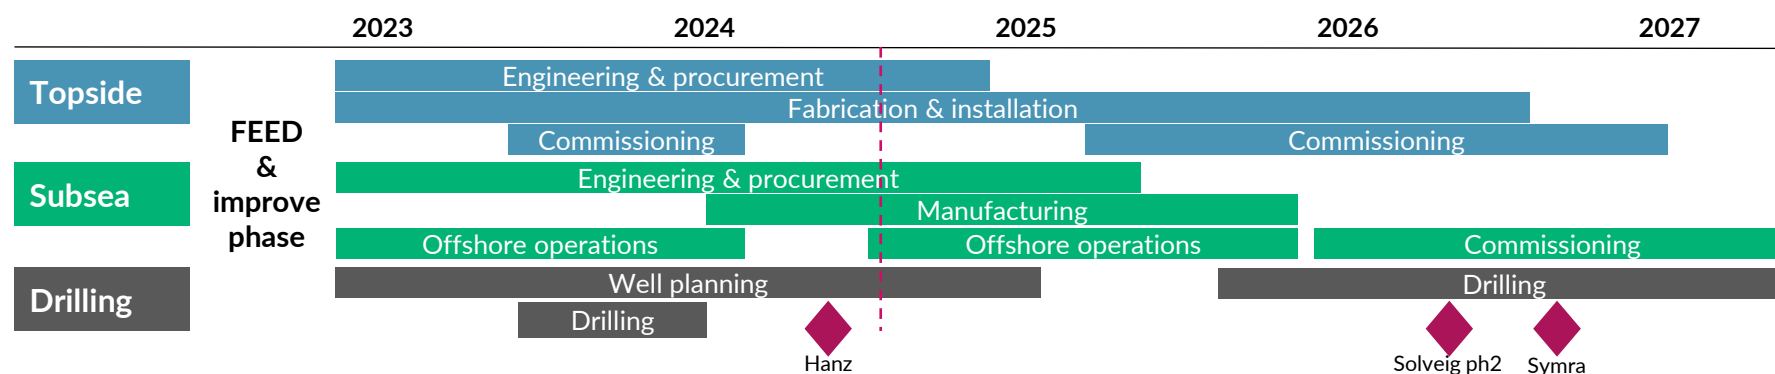 2023 2024 2025 2026 2027
Topside
FEED
&
improve
phase
Engineering & procurement
Fabrication & installation
Commissioning Commissioning
Subsea
Engineering & procurement
Manufacturing
Offshore operations Offshore operations Commissioning
Drilling
Well planning Drilling
Drilling
Hanz Solveig ph2 Symra